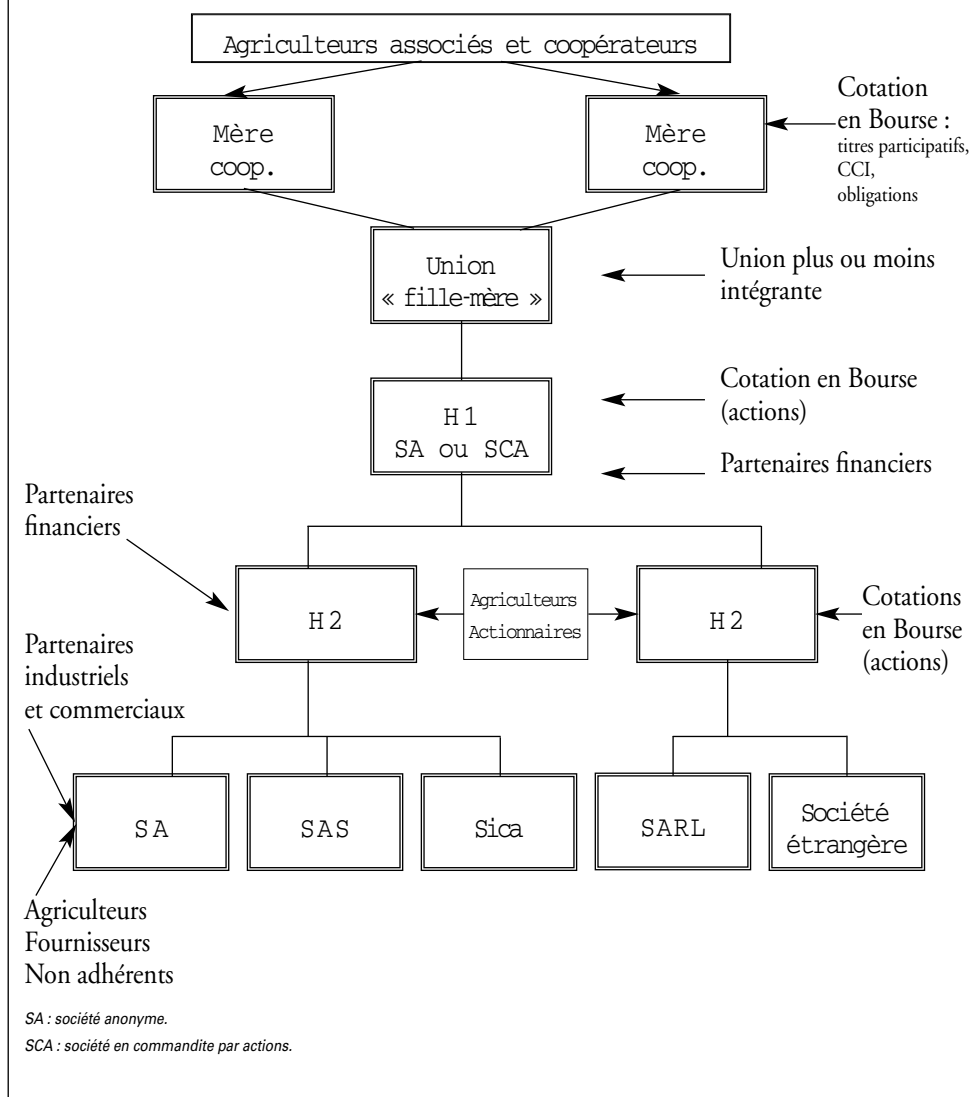 Agriculteurs associés et coopérateurs
Mère
coop.
Mère
coop.
Cotation
en Bourse :
titres participatifs,
CCI,
obligations
Union
« fille-mère »
Union plus ou moins
intégrante
H1
SA ou SCA
Cotation en Bourse
(actions)
Partenaires financiers
Partenaires
financiers
H2
Agriculteurs
Actionnaires
H2
Cotations
en Bourse
(actions)
Partenaires
industriels
et commerciaux
SA
SAS
Sica
SARL
Société
étrangère
Agriculteurs
Fournisseurs
Non adhérents
SA : société anonyme.
SCA : société en commandite par actions.